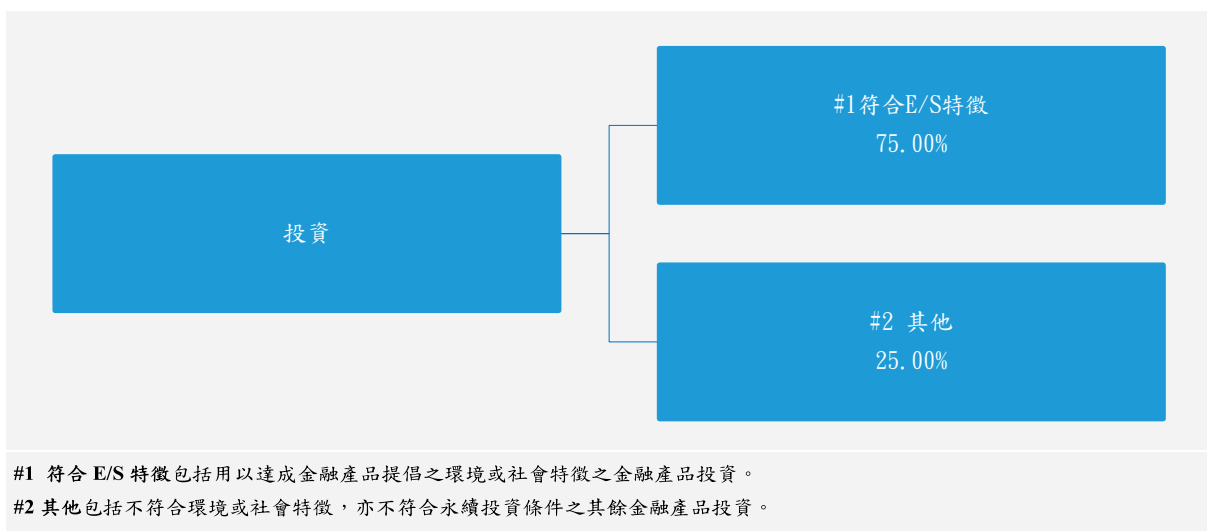 投資
#1符合E/S特徵
75.00%
#2 其他
25.00%
#1 符合 E/S 特徵包括用以達成金融產品提倡之環境或社會特徵之金融產品投資。
#2 其他包括不符合環境或社會特徵，亦不符合永續投資條件之其餘金融產品投資。